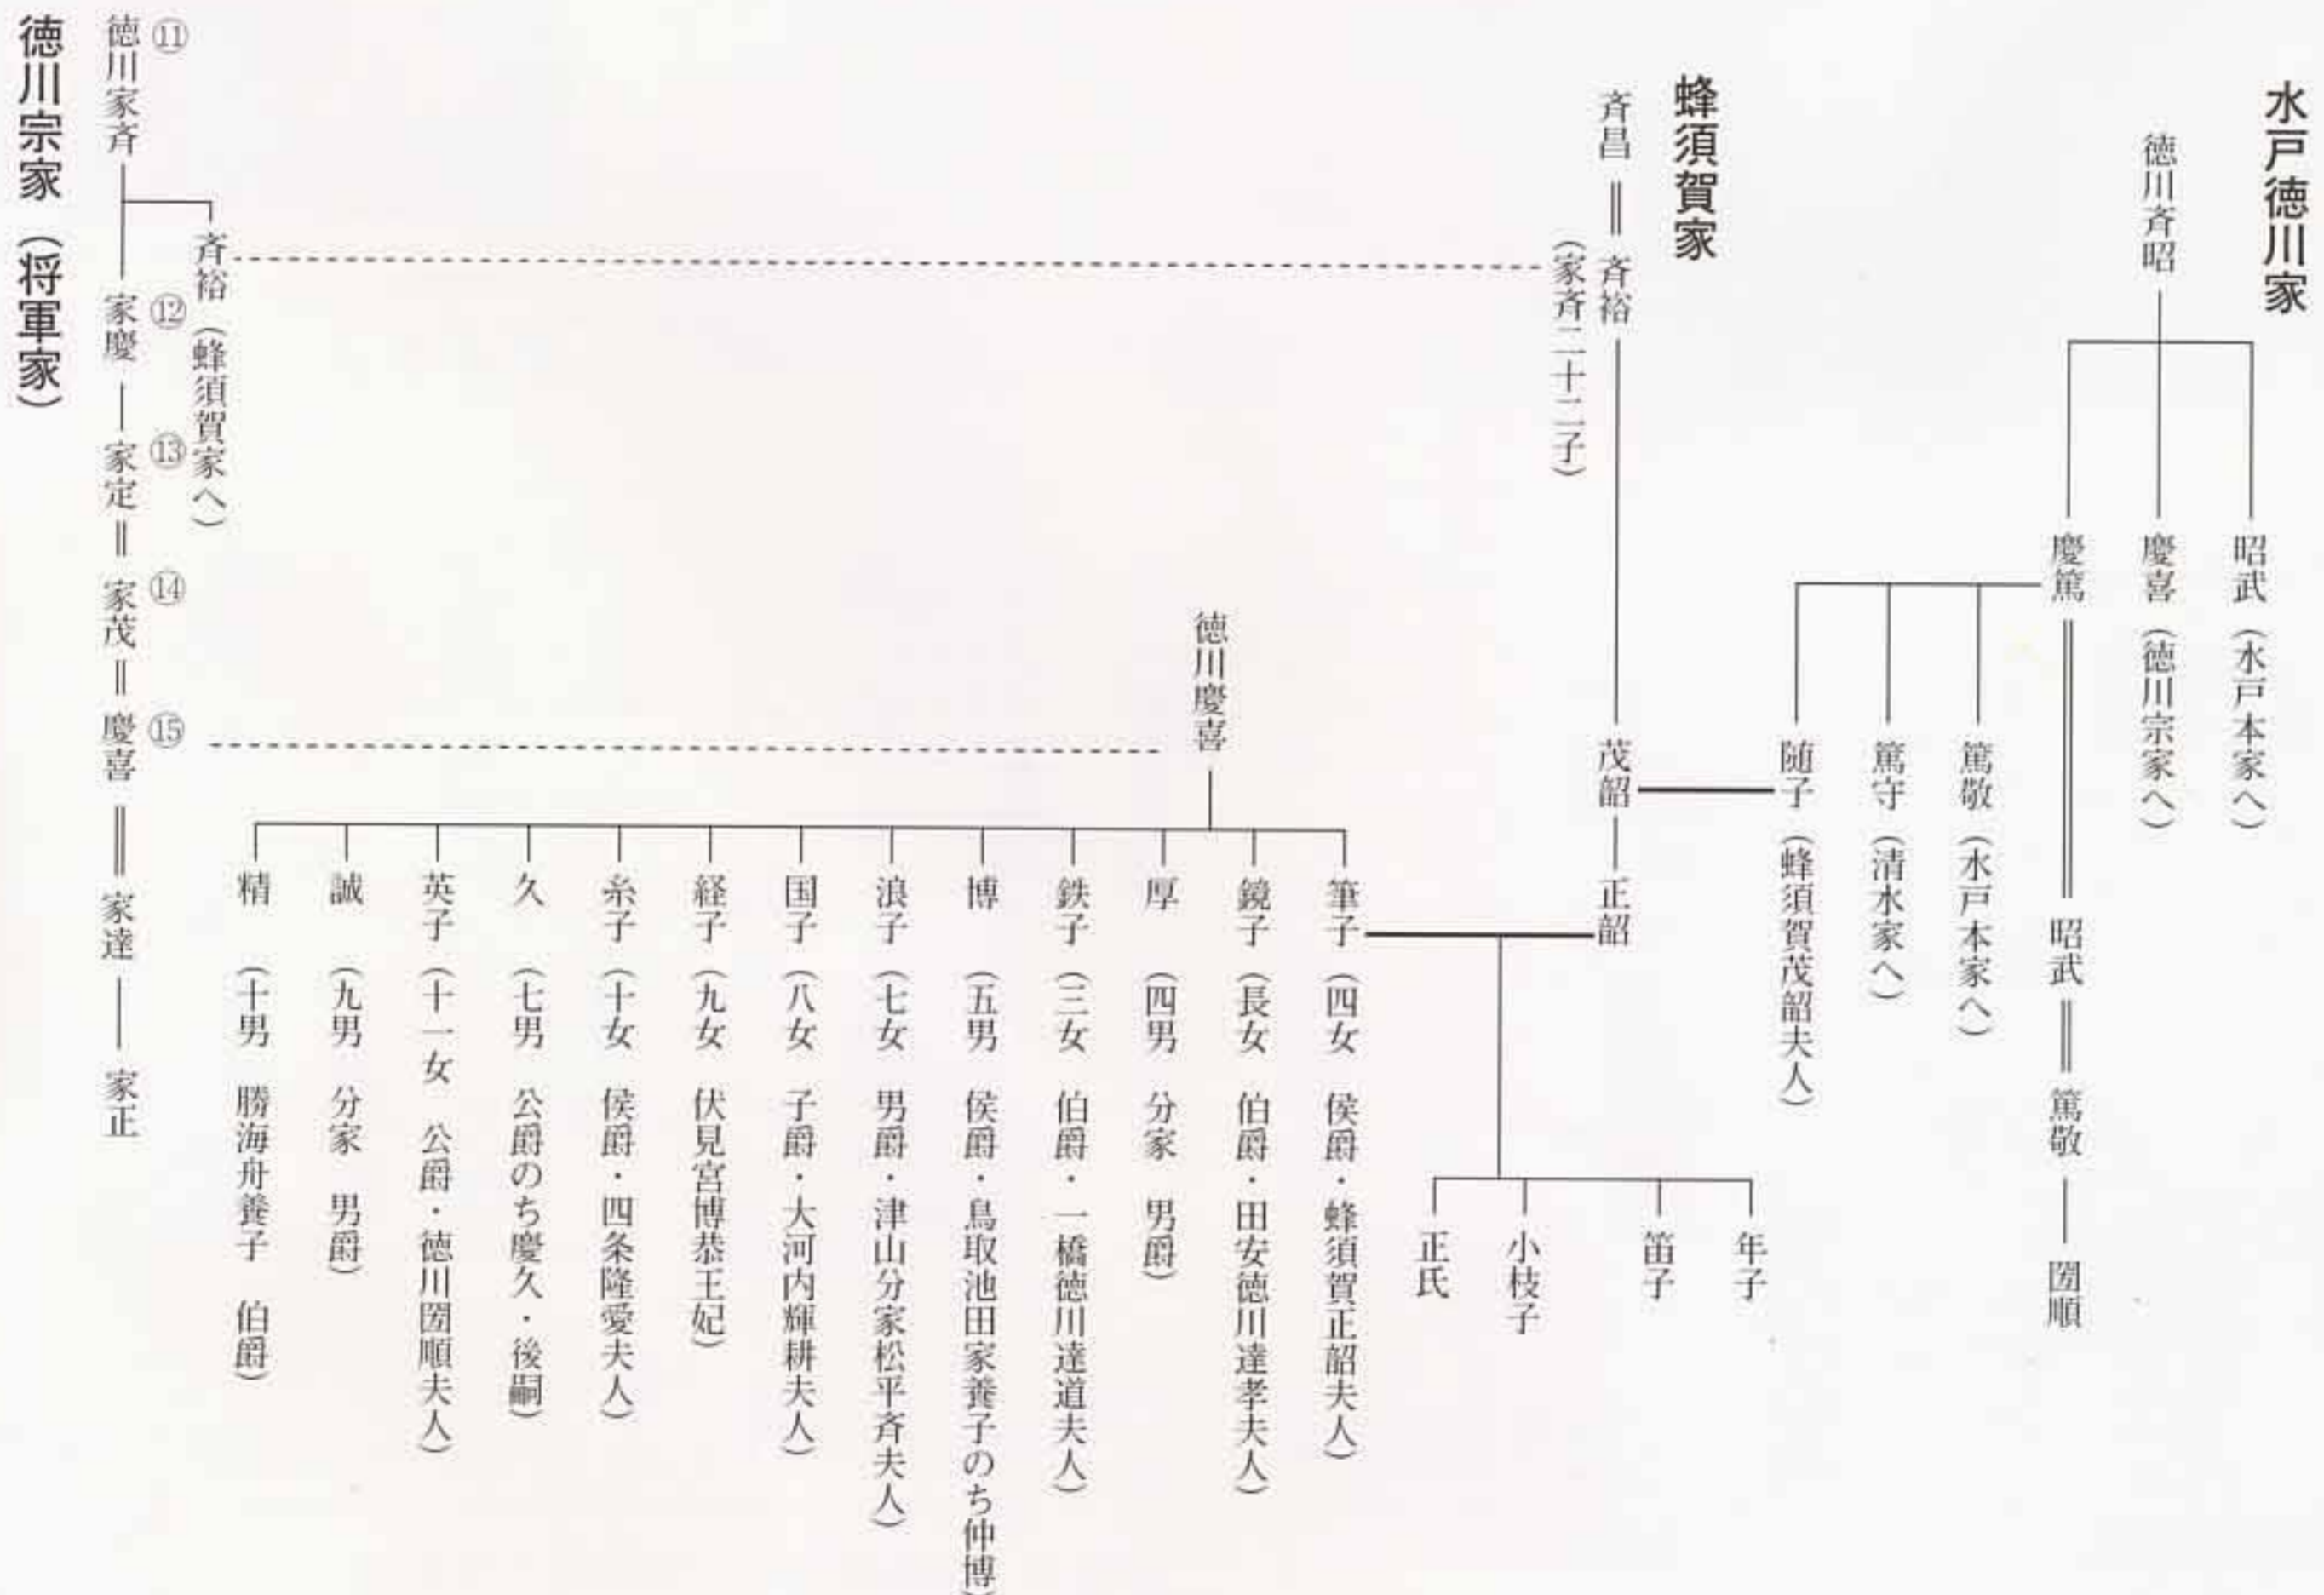 水戸徳川家
徳川斉昭
昭武（水戸本家へ）
慶喜（徳川宗家へ）
慶篤
昭武
篤敬
圀順
篤敬（水戸本家へ）
篤守（清水家へ）
随子（蜂須賀茂韶夫人）
蜂須賀家
斉昌
斉裕
（家斉二十二子）
茂韶
正韶
年子
笛子
小枝子
正氏
徳川慶喜
筆子（四女　侯爵・蜂須賀正韶夫人）
鏡子（長女　伯爵・田安徳川達孝夫人）
厚（四男　分家　男爵）
鉄子（三女　伯爵・一橋徳川達道夫人）
博（五男　侯爵・鳥取池田家養子のち仲博）
浪子（七女　男爵・津山分家松平斉夫人）
国子（八女　子爵・大河内輝耕夫人）
経子（九女　伏見宮博恭王妃）
糸子（十女　侯爵・四条隆愛夫人）
久（七男　公爵のち慶久・後嗣）
英子（十一女　公爵・徳川圀順夫人）
誠（九男　分家　男爵）
精（十男　勝海舟養子　伯爵）
斉裕（蜂須賀家へ）
⑪
徳川家斉
⑫
家慶
⑬
家定
⑭
家茂
⑮
慶喜
家達
家正
徳川宗家（将軍家）